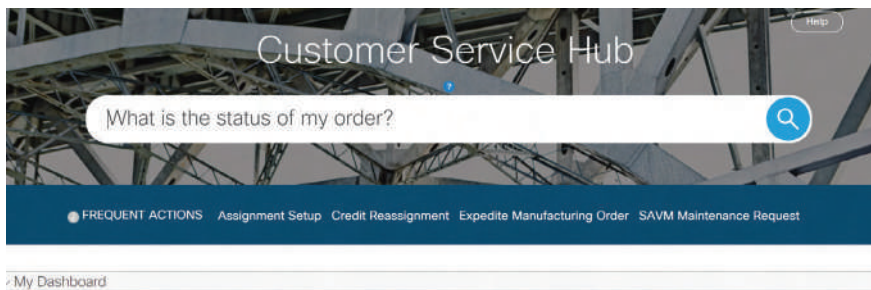 Help
Customer Service Hub
?
What is the status of my order?
FREQUENT ACTIONS Assignment Setup Credit Reassignment Expedite Manufacturing Order SAVM Maintenance Request
My Dashboard